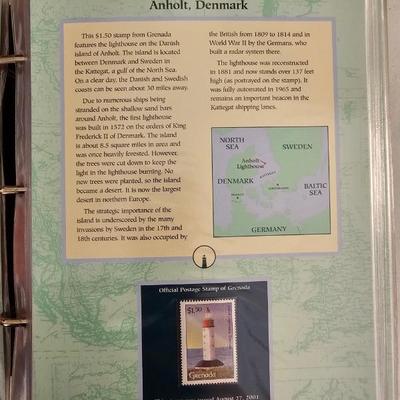 Anholt, Denmark
This $1.50 stamp from Grenada
features the lighthouse on the Danish
island of Anholt. The island is located
between Denmark and Sweden in
the Kattegat, a gulf of the North Sea.
On a clear day, the Danish and Swedish
coasts can be seen about 30 miles away.
Due to numerous ships being
stranded on the shallow sand bars
around Anholt, the first lighthouse
was built in 1572 on the orders of King
Frederick II of Denmark. The island
is about 8.5 square miles in area and
was once heavily forested. However,
the trees were cut down to keep the
light in the lighthouse burning. No
new trees were planted, so the island
became a desert. It is now the largest
desert in northern Europe.
The strategic importance of the
island is underscored by the many
invasions by Sweden in the 17th and
18th centuries. It was also occupied by
the British from 1809 to 1814 and in
World War II by the Germans, who
built a radar system there.
The lighthouse was reconstructed
in 1881 and now stands over 137 feet
high (as portrayed on the stamp). It
was fully automated in 1965 and
remains an important beacon in the
Kattegat shipping lanes.
NORTH
SEA
SWEDEN
Anholt
Lighthouse
KATTEGAT
DENMARK
COPENHAGEN
BALTIC
SEA
GERMANY
Official Postage Stamp of Grenada
$1.50
Grenada
issued August 27, 2001